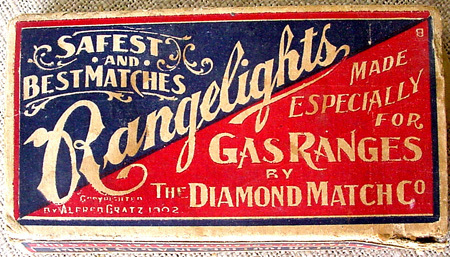 SAFEST
AND
BEST MATCHES
Rangelights
MADE
ESPECIALLY
FOR
GAS RANGES
BY
THE DIAMOND MATCH CO
COPYRIGHTED
BY ALFRED GRATZ 1902
B